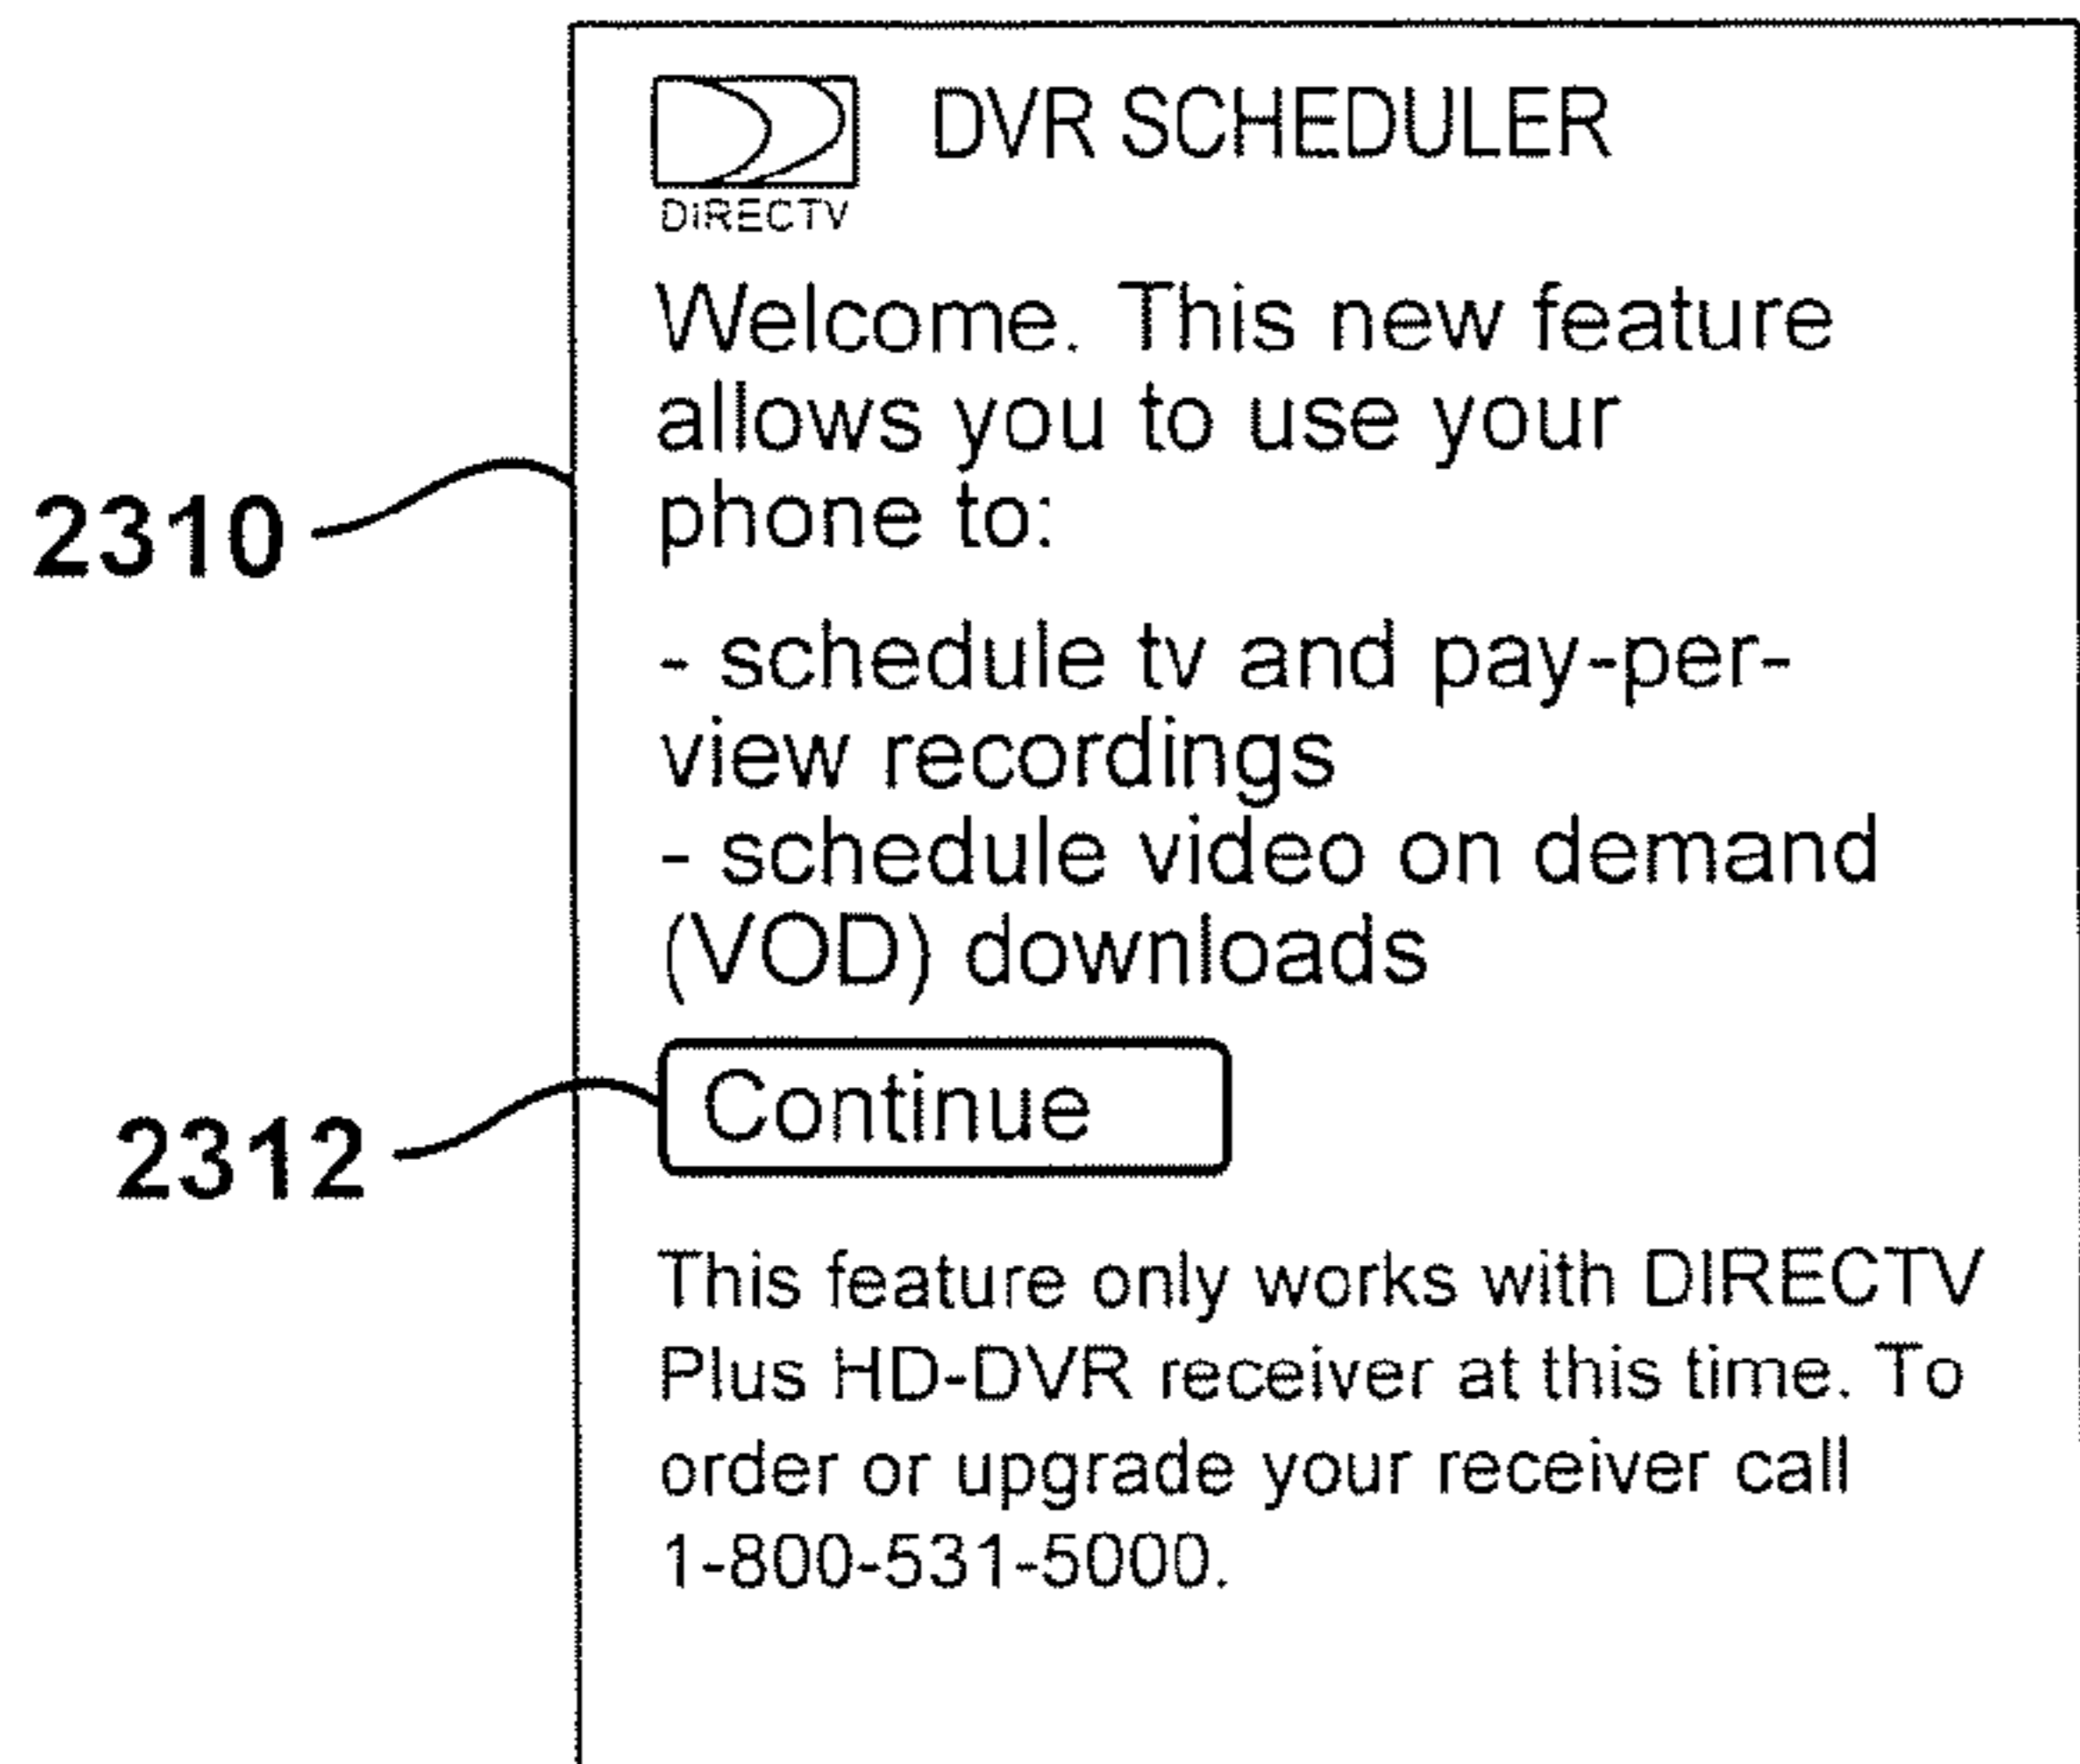 DVR SCHEDULER
DiRECTV
Welcome. This new feature
allows you to use your
phone to:
2310
- schedule tv and pay-per-
view recordings
- schedule video on demand
(VOD) downloads
Continue
2312
This feature only works with DIRECTV
Plus HD-DVR receiver at this time. To
order or upgrade your receiver call
1-800-531-5000.